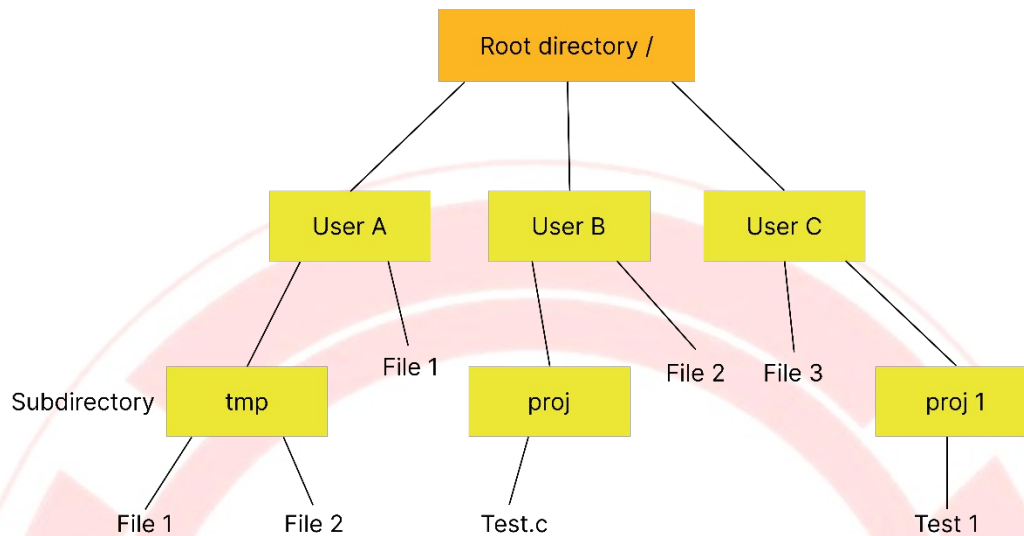 Root directory /
User A
User B
User C
File 1
File 2
File 3
Subdirectory
tmp
proj
proj 1
File 1
File 2
Test.c
Test 1